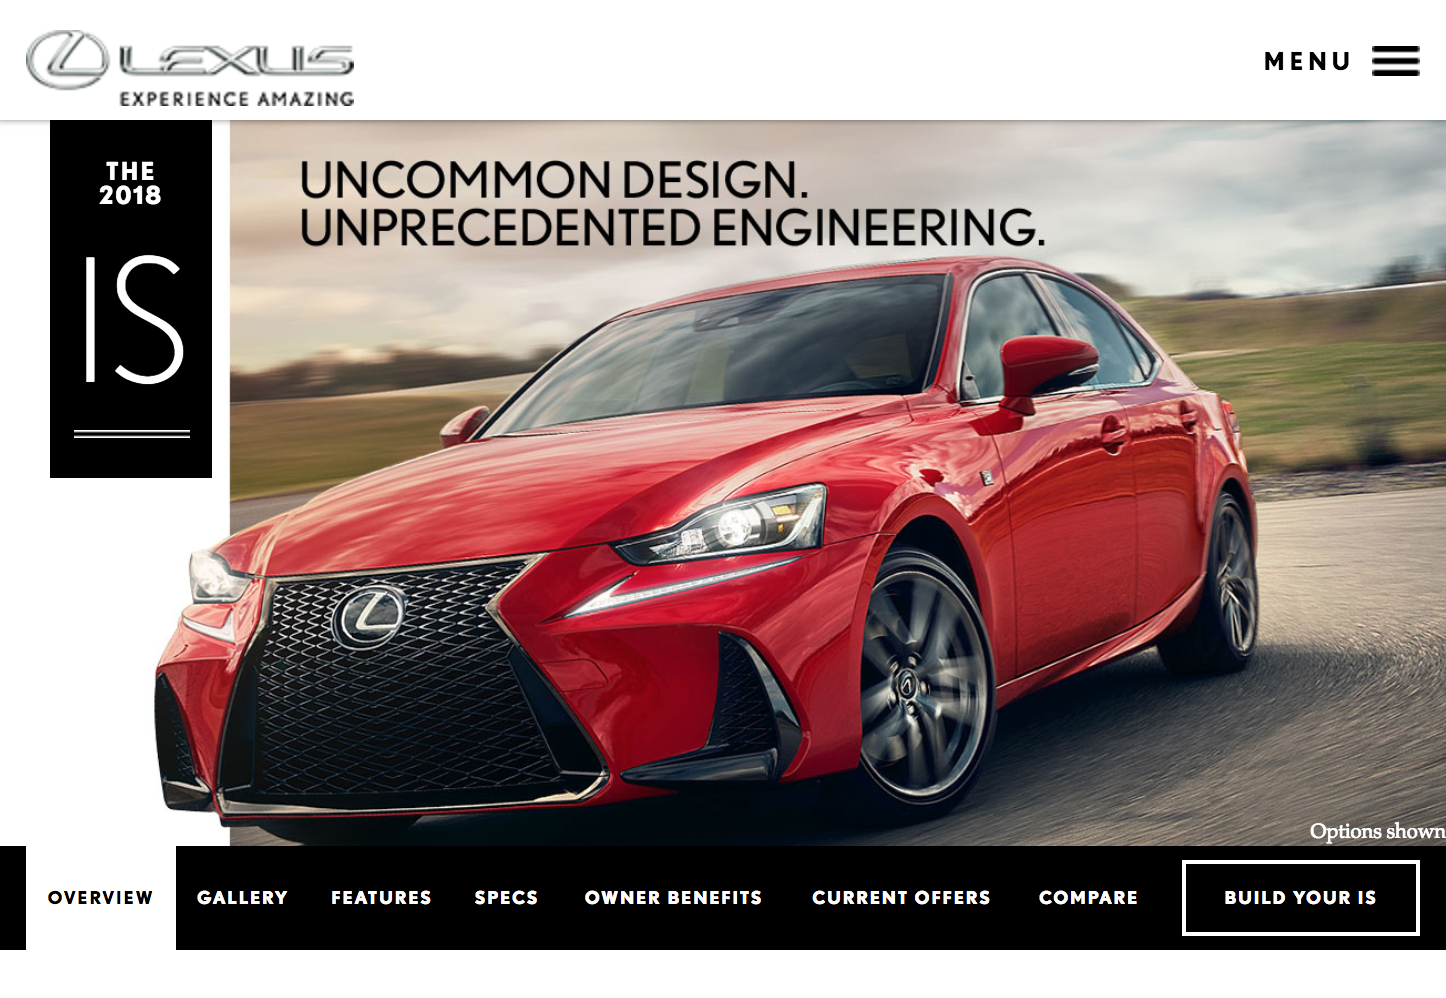 LEXUS
EXPERIENCE AMAZING
MENU
THE
2018
IS
UNCOMMON DESIGN.
UNPRECEDENTED ENGINEERING.
Options shown
OVERVIEW
GALLERY
FEATURES
SPECS
OWNER BENEFITS
CURRENT OFFERS
COMPARE
BUILD YOUR IS